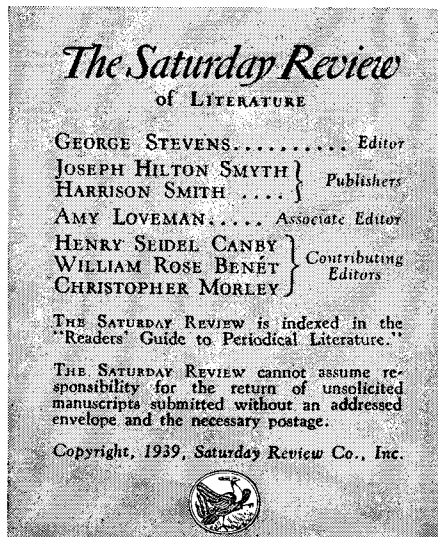 The Saturday Review
of LITERATURE
GEORGE STEVENS.......... Editor
JOSEPH HILTON SMYTH } Publishers
HARRISON SMITH ....
AMY LOVEMAN..... Associate Editor
HENRY SEIDEL CANBY
WILLIAM ROSE BENÉT } Contributing Editors
CHRISTOPHER MORLEY
THE SATURDAY REVIEW is indexed in the
"Readers' Guide to Periodical Literature."
THE SATURDAY REVIEW cannot assume re-
sponsibility for the return of unsolicited
manuscripts submitted without an addressed
envelope and the necessary postage.
Copyright, 1939, Saturday Review Co., Inc.